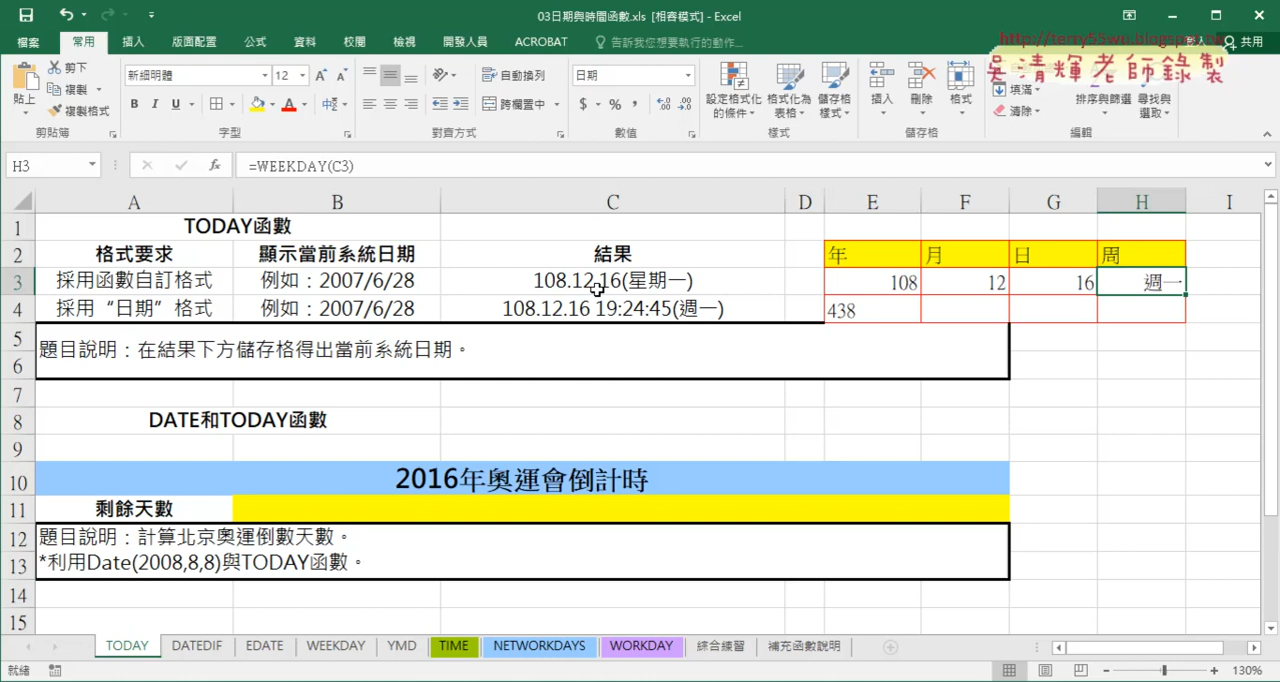 03日期與時間函數.xls [相容模式] - Excel
檔案 常用 插入 版面配置 公式 資料 校閱 檢視 開發人員 ACROBAT 告訴我您想要執行的動作... 共用
http://terry55wu.blogspot.tw
吳清輝老師錄製
貼上 剪下 複製 複製格式 剪貼簿
新細明體 12 B I U 字型
自動換列 跨欄置中 對齊方式
日期 $ % , 數值
設定格式化的條件 格式化為表格 儲存格樣式 樣式
插入 刪除 格式 儲存格
填滿 清除 排序與篩選 尋找與選取 編輯
H3 fx =WEEKDAY(C3)
A B C D E F G H I
1 TODAY函數
2 格式要求 顯示當前系統日期 結果 年 月 日 周
3 採用函數自訂格式 例如：2007/6/28 108.12.16(星期一) 108 12 16 週一
4 採用“日期”格式 例如：2007/6/28 108.12.16 19:24:45(週一) 438
5
題目說明：在結果下方儲存格得出當前系統日期。
6
7
8 DATE和TODAY函數
9
10 2016年奧運會倒計時
11 剩餘天數
12 題目說明：計算北京奧運倒數天數。
13 *利用Date(2008,8,8)與TODAY函數。
14
15
TODAY DATEDIF EDATE WEEKDAY YMD TIME NETWORKDAYS WORKDAY 綜合練習 補充函數說明
就緒 130%